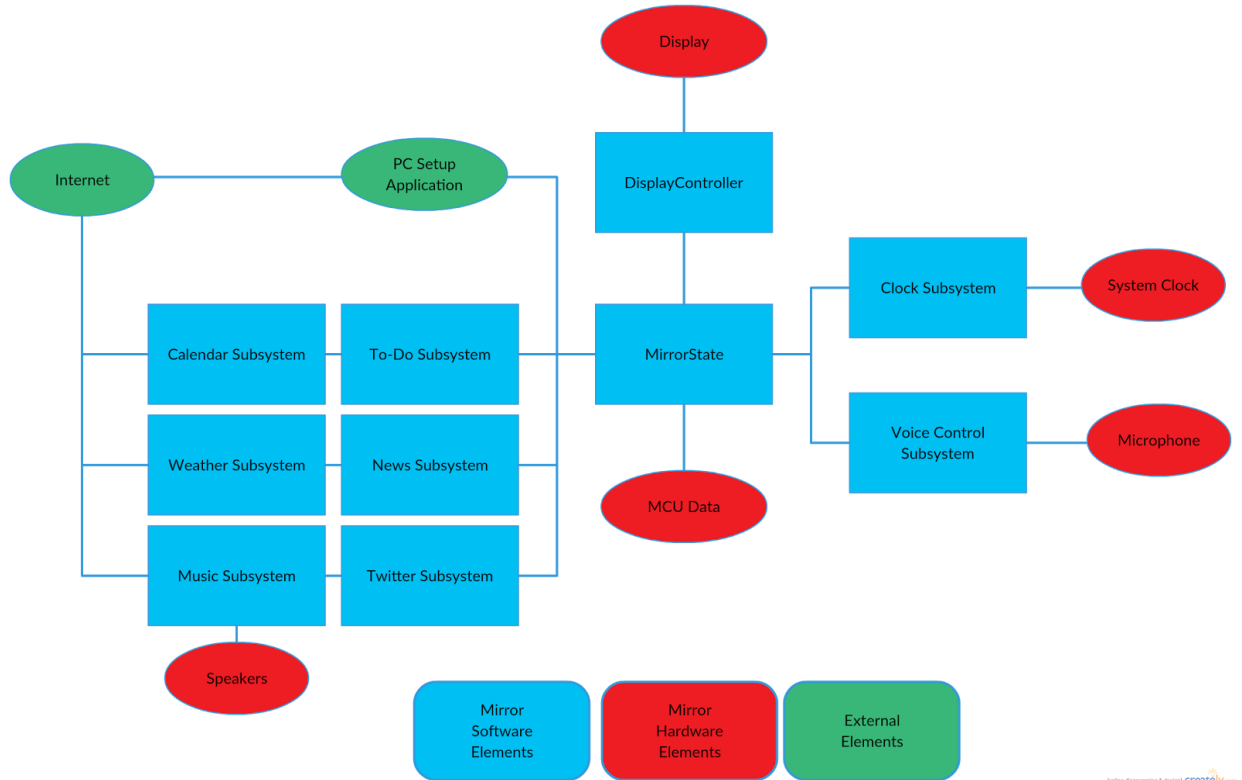 Display
Internet
PC Setup
Application
DisplayController
Clock Subsystem
System Clock
Calendar Subsystem
To-Do Subsystem
MirrorState
Voice Control
Subsystem
Microphone
Weather Subsystem
News Subsystem
MCU Data
Music Subsystem
Twitter Subsystem
Speakers
Mirror
Software
Elements
Mirror
Hardware
Elements
External
Elements
creately